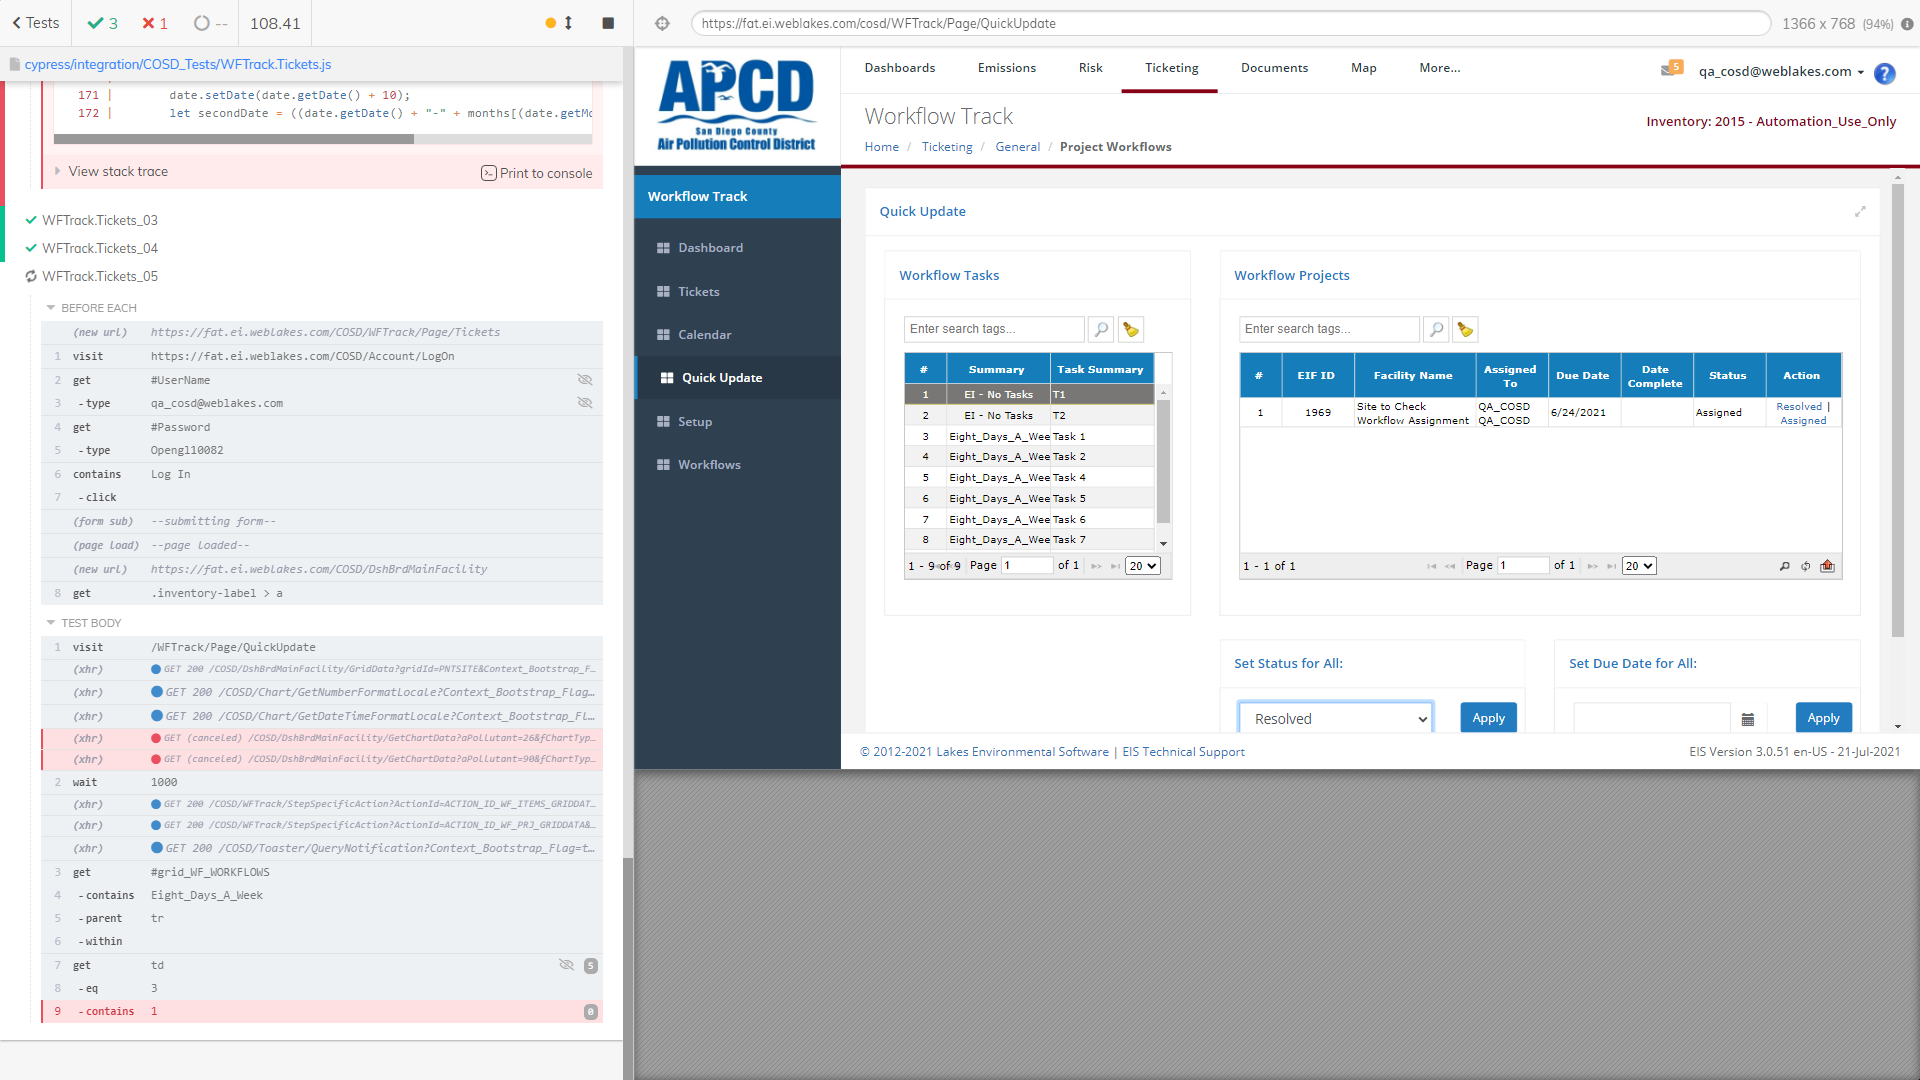 Tests
3
1
--
108.41
cypress/integration/COSD_Tests/WFTrack.Tickets.js
171 |        date.setDate(date.getDate() + 10);
172 |        let secondDate = ((date.getDate() + "-" + months[(date.getMo
View stack trace
Print to console
WFTrack.Tickets_03
WFTrack.Tickets_04
WFTrack.Tickets_05
BEFORE EACH
(new url) https://fat.ei.weblakes.com/COSD/WFTrack/Page/Tickets
1 visit https://fat.ei.weblakes.com/COSD/Account/LogOn
2 get #UserName
3 -type qa_cosd@weblakes.com
4 get #Password
5 -type Opengl10082
6 contains Log In
7 -click
(form sub) --submitting form--
(page load) --page loaded--
(new url) https://fat.ei.weblakes.com/COSD/DshBrdMainFacility
8 get .inventory-label > a
TEST BODY
1 visit /WFTrack/Page/QuickUpdate
(xhr) GET 200 /COSD/DshBrdMainFacility/GridData?gridId=PNTSITE&Context_Bootstrap_F...
(xhr) GET 200 /COSD/Chart/GetNumberFormatLocale?Context_Bootstrap_Flag...
(xhr) GET 200 /COSD/Chart/GetDateTimeFormatLocale?Context_Bootstrap_Fl...
(xhr) GET (canceled) /COSD/DshBrdMainFacility/GetChartData?aPollutant=26&fChartTyp...
(xhr) GET (canceled) /COSD/DshBrdMainFacility/GetChartData?aPollutant=90&fChartTyp...
2 wait 1000
(xhr) GET 200 /COSD/WFTrack/StepSpecificAction?ActionId=ACTION_ID_WF_ITEMS_GRIDDAT...
(xhr) GET 200 /COSD/WFTrack/StepSpecificAction?ActionId=ACTION_ID_WF_PRJ_GRIDDATA&...
(xhr) GET 200 /COSD/Toaster/QueryNotification?Context_Bootstrap_Flag=t...
3 get #grid_WF_WORKFLOWS
4 -contains Eight_Days_A_Week
5 -parent tr
6 -within
7 get td 5
8 -eq 3
9 -contains 1 0
https://fat.ei.weblakes.com/cosd/WFTrack/Page/QuickUpdate
1366 x 768 (94%)
APCD
San Diego County
Air Pollution Control District
Dashboards Emissions Risk Ticketing Documents Map More...
5 qa_cosd@weblakes.com ?
Workflow Track
Inventory: 2015 - Automation_Use_Only
Home / Ticketing / General / Project Workflows
Workflow Track
Dashboard
Tickets
Calendar
Quick Update
Setup
Workflows
Quick Update
Workflow Tasks
Enter search tags...
# Summary Task Summary
1 EI - No Tasks T1
2 EI - No Tasks T2
3 Eight_Days_A_Wee Task 1
4 Eight_Days_A_Wee Task 2
5 Eight_Days_A_Wee Task 4
6 Eight_Days_A_Wee Task 5
7 Eight_Days_A_Wee Task 6
8 Eight_Days_A_Wee Task 7
1 - 9 of 9 Page 1 of 1 20
Workflow Projects
Enter search tags...
# EIF ID Facility Name Assigned To Due Date Date Complete Status Action
1 1969 Site to Check Workflow Assignment QA_COSD QA_COSD 6/24/2021 Assigned Resolved | Assigned
1 - 1 of 1 Page 1 of 1 20
Set Status for All:
Resolved Apply
Set Due Date for All:
Apply
© 2012-2021 Lakes Environmental Software | EIS Technical Support
EIS Version 3.0.51 en-US - 21-Jul-2021